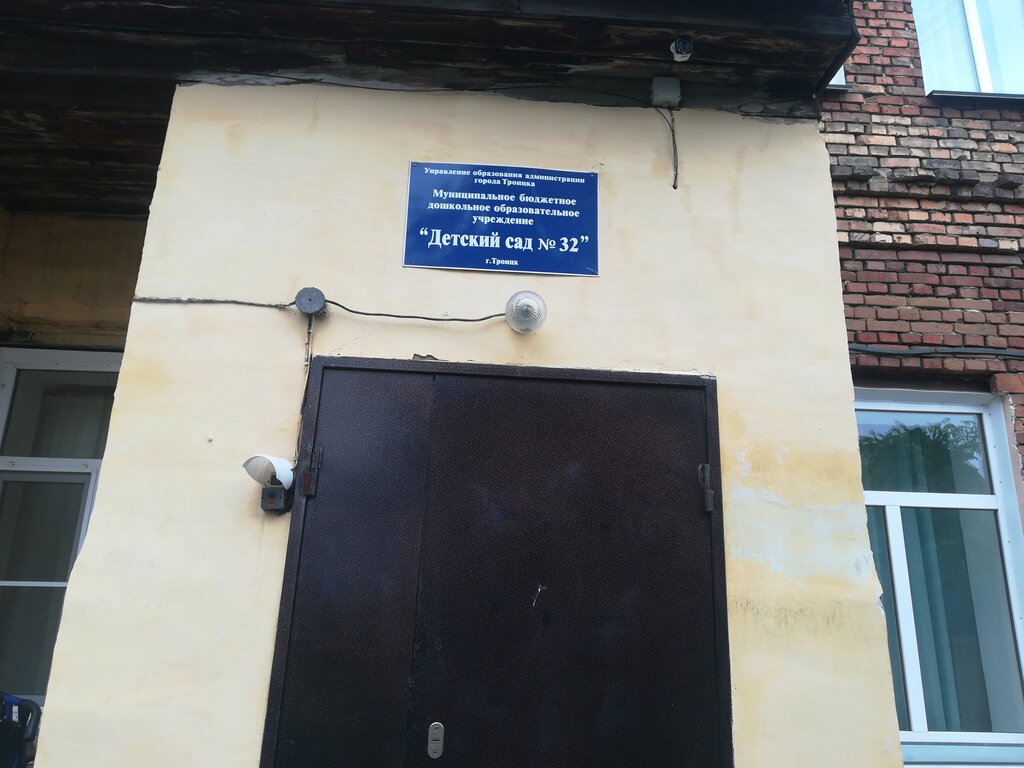 Управление образования администрации
города Троицка
Муниципальное бюджетное
дошкольное образовательное
учреждение
“Детский сад № 32”
г.Троицк